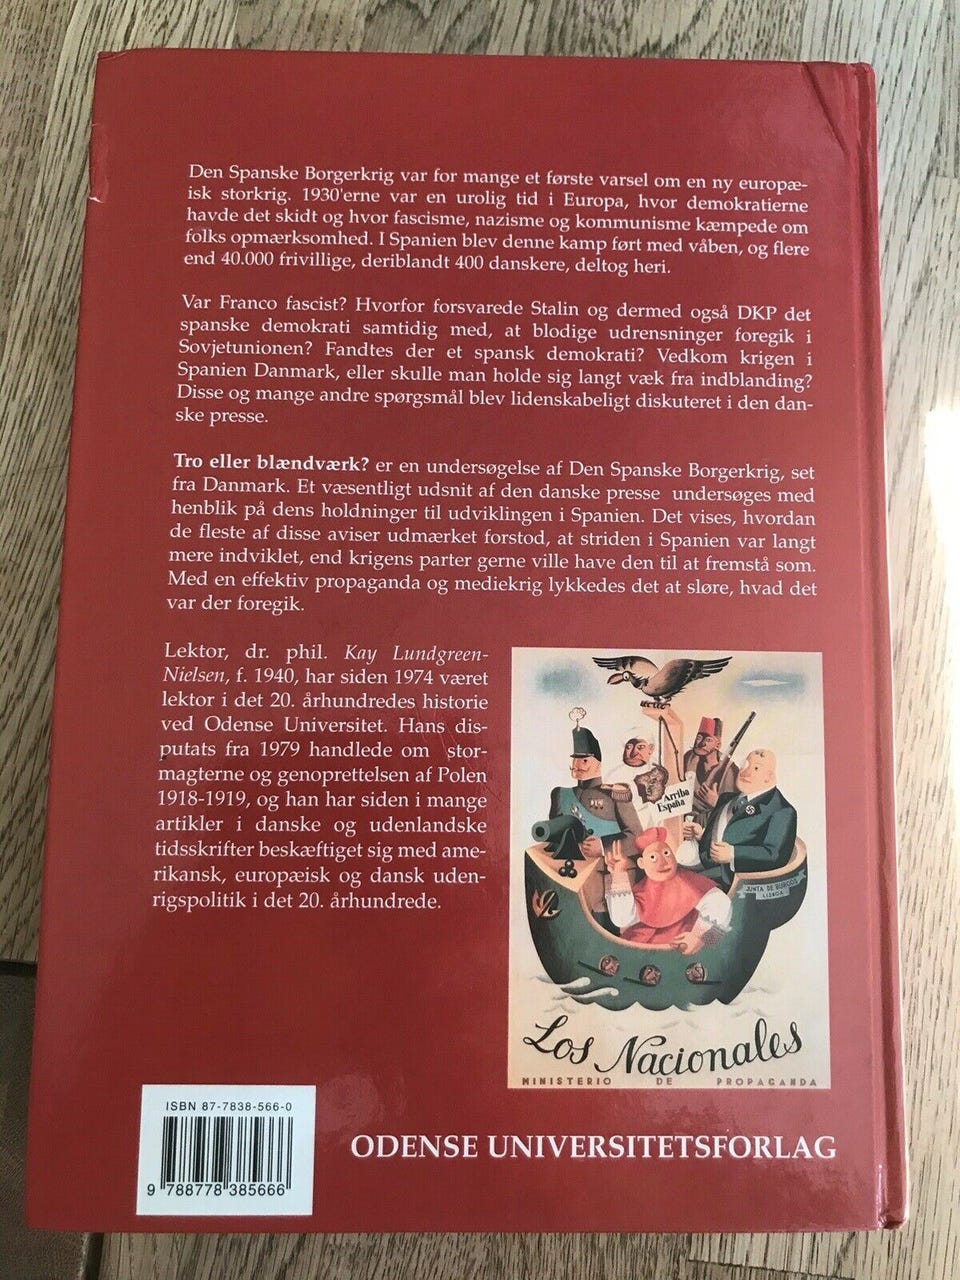 Den Spanske Borgerkrig var for mange et første varsel om en ny europæ-
isk storkrig. 1930'erne var en urolig tid i Europa, hvor demokratierne
havde det skidt og hvor fascisme, nazisme og kommunisme kæmpede om
folks opmærksomhed. I Spanien blev denne kamp ført med våben, og flere
end 40.000 frivillige, deriblandt 400 danskere, deltog heri.
Var Franco fascist? Hvorfor forsvarede Stalin og dermed også DKP det
spanske demokrati samtidig med, at blodige udrensninger foregik i
Sovjetunionen? Fandtes der et spansk demokrati? Vedkom krigen i
Spanien Danmark, eller skulle man holde sig langt væk fra indblanding?
Disse og mange andre spørgsmål blev lidenskabeligt diskuteret i den dan-
ske presse.
Tro eller blændværk? er en undersøgelse af Den Spanske Borgerkrig, set
fra Danmark. Et væsentligt udsnit af den danske presse undersøges med
henblik på dens holdninger til udviklingen i Spanien. Det vises, hvordan
de fleste af disse aviser udmærket forstod, at striden i Spanien var langt
mere indviklet, end krigens parter gerne ville have den til at fremstå som.
Med en effektiv propaganda og mediekrig lykkedes det at sløre, hvad det
var der foregik.
Lektor, dr. phil. Kay Lundgreen-
Nielsen, f. 1940, har siden 1974 været
lektor i det 20. århundredes historie
ved Odense Universitet. Hans dis-
putats fra 1979 handlede om stor-
magterne og genoprettelsen af Polen
1918-1919, og han har siden i mange
artikler i danske og udenlandske
tidsskrifter beskæftiget sig med ame-
rikansk, europæisk og dansk uden-
rigspolitik i det 20. århundrede.
Arriba
España
JUNTA DE BURGOS
LISBOA
Los Nacionales
MINISTERIO DE PROPAGANDA
ISBN 87-7838-566-0
9 788778 385666
ODENSE UNIVERSITETSFORLAG